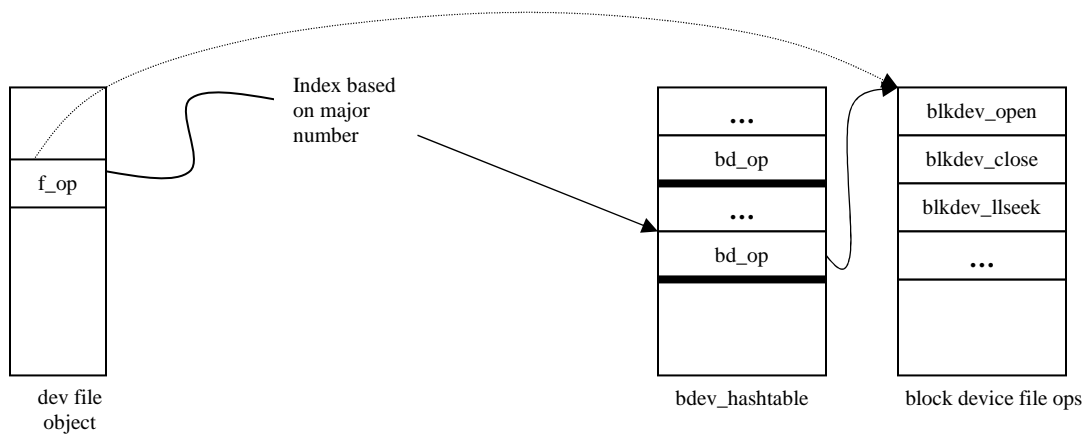 Index based
on major
number
f_op
...
bd_op
...
bd_op
blkdev_open
blkdev_close
blkdev_llseek
...
dev file
object
bdev_hashtable
block device file ops